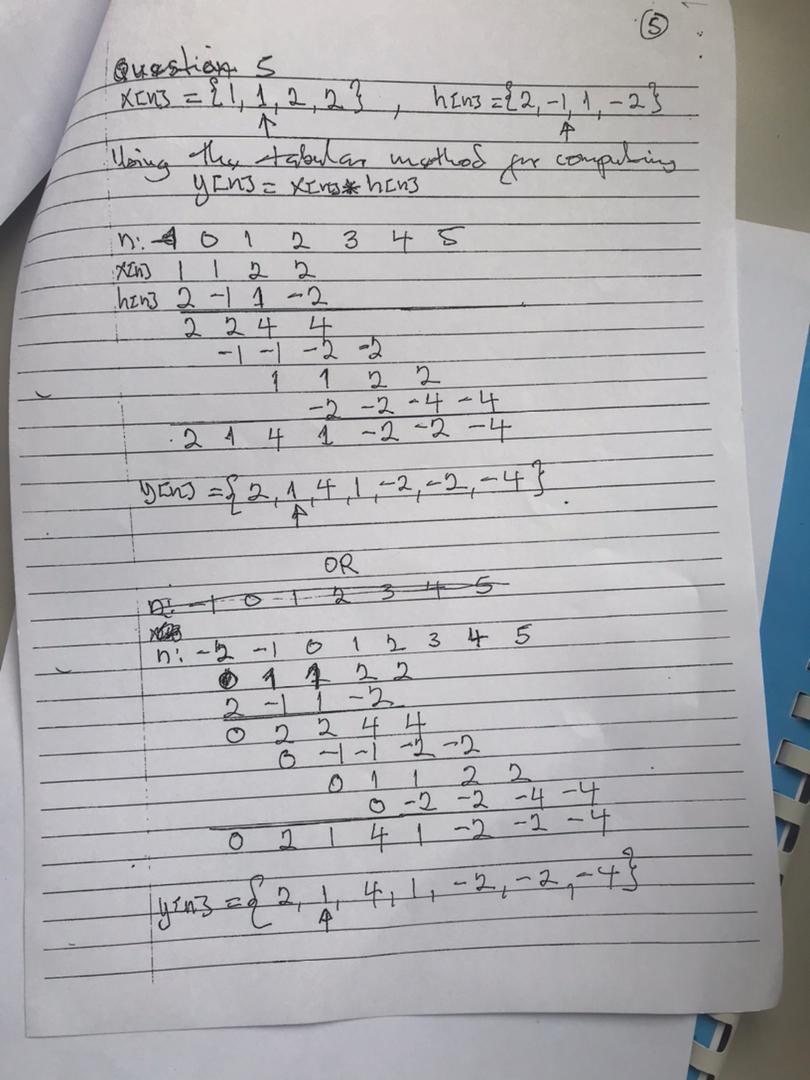 5
Question 5
x[n] = {1, 1, 2, 2} , h[n] = {2, -1, 1, -2}
↑ ↑
Using the tabular method for computing
y[n] = x[n] * h[n]
n: -1 0 1 2 3 4 5
x[n] 1 1 2 2
h[n] 2 -1 1 -2
2 2 4 4
-1 -1 -2 -2
1 1 2 2
-2 -2 -4 -4
2 1 4 1 -2 -2 -4
y[n] = {2, 1, 4, 1, -2, -2, -4}
↑
OR
n: -1 0 1 2 3 4 5
n: -2 -1 0 1 2 3 4 5
0 1 1 2 2
2 -1 1 -2
0 2 2 4 4
0 -1 -1 -2 -2
0 1 1 2 2
0 -2 -2 -4 -4
0 2 1 4 1 -2 -2 -4
y[n] = {2, 1, 4, 1, -2, -2, -4}
↑